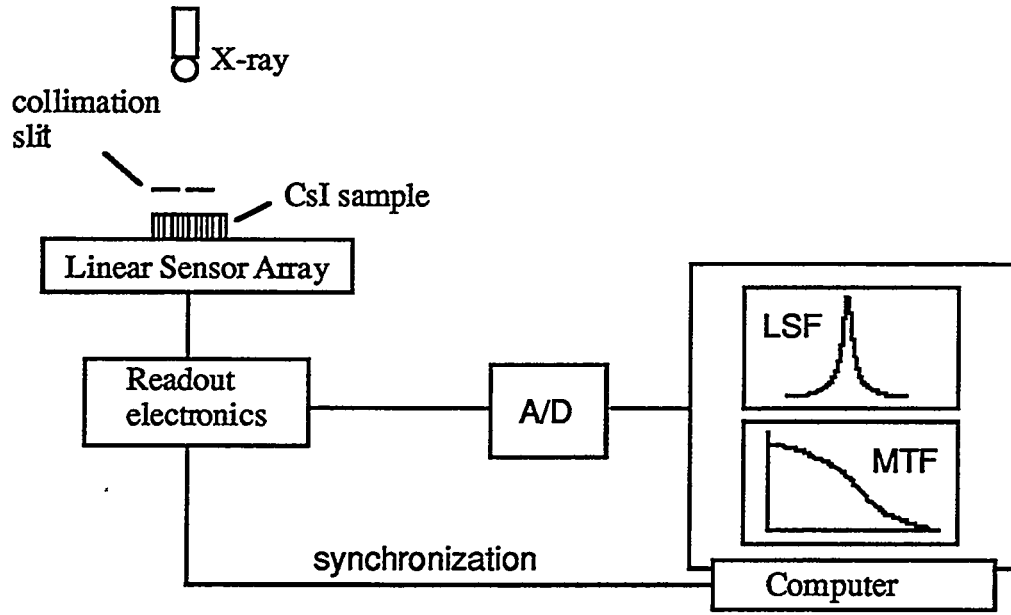 X-ray
collimation
slit
CsI sample
Linear Sensor Array
LSF
Readout
electronics
A/D
MTF
synchronization
Computer